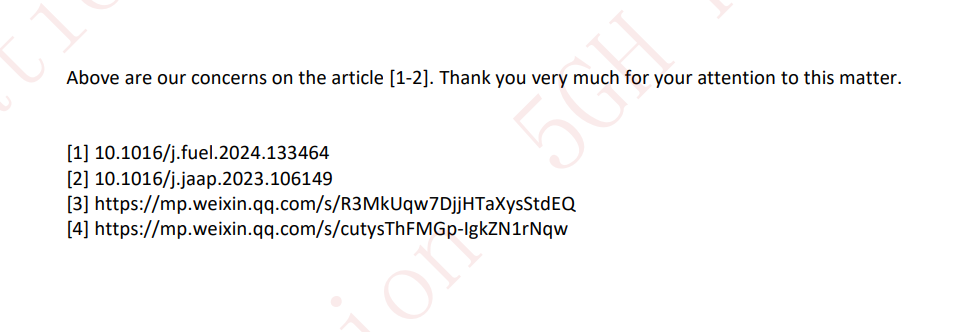 Above are our concerns on the article [1-2]. Thank you very much for your attention to this matter.
[1] 10.1016/j.fuel.2024.133464
[2] 10.1016/j.jaap.2023.106149
[3] https://mp.weixin.qq.com/s/R3MkUqw7DjjHTaXysStdEQ
[4] https://mp.weixin.qq.com/s/cutysThFMGp-IgkZN1rNqw
5GH